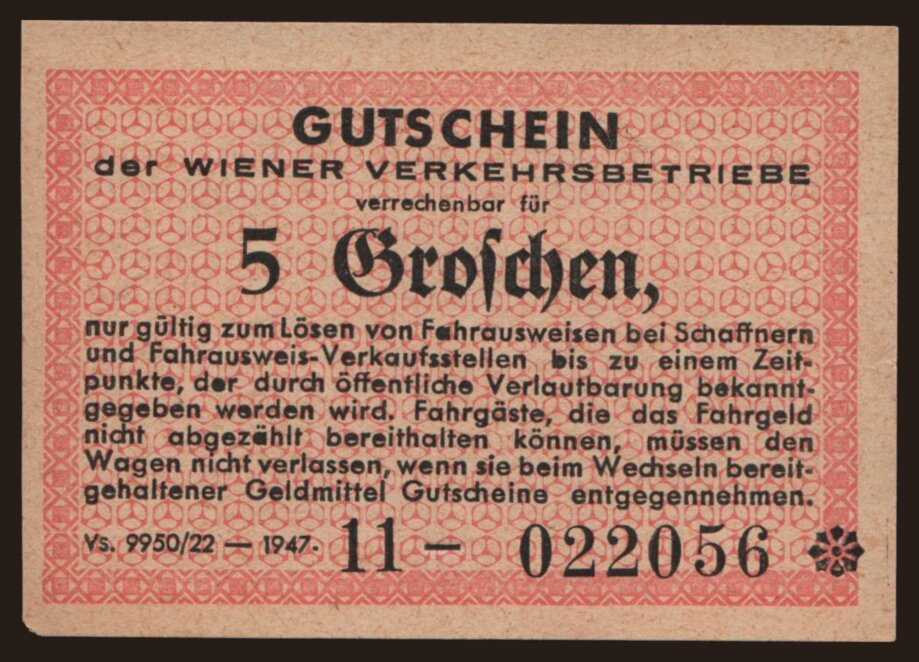 GUTSCHEIN
der WIENER VERKEHRSBETRIEBE
verrechenbar für
5 Groschen,
nur gültig zum Lösen von Fahrausweisen bei Schaffnern
und Fahrausweis-Verkaufsstellen bis zu einem Zeit-
punkte, der durch öffentliche Verlautbarung bekannt-
gegeben werden wird. Fahrgäste, die das Fahrgeld
nicht abgezählt bereithalten können, müssen den
Wagen nicht verlassen, wenn sie beim Wechseln bereit-
gehaltener Geldmittel Gutscheine entgegennehmen.
Vs. 9950/22 — 1947. 11 — 022056